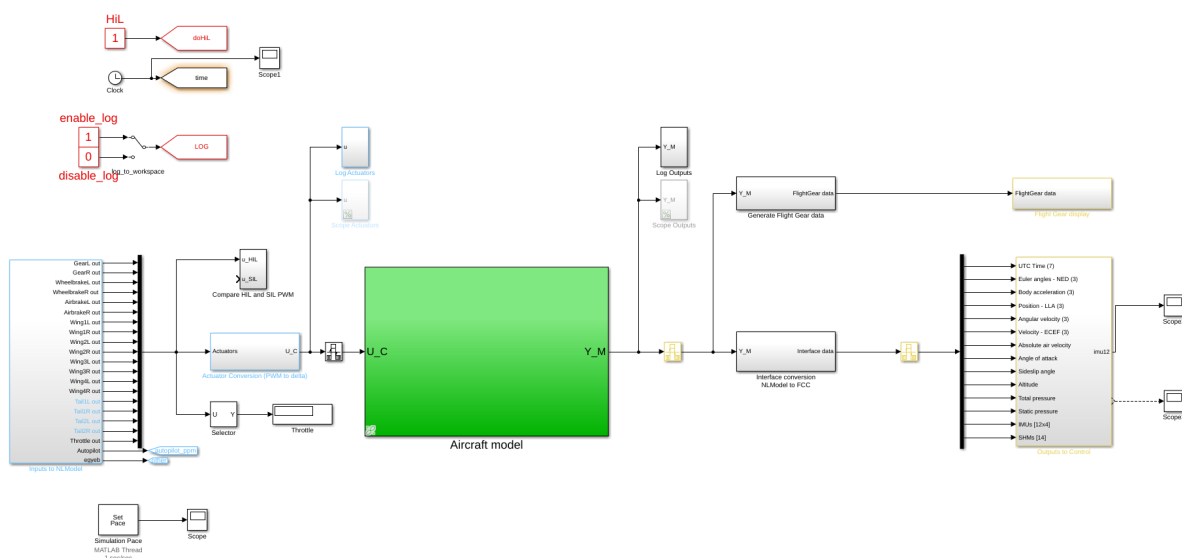 HiL
1
doHiL
Scope1
Clock
time
enable_log
1
0
LOG
log_to_workspace
disable_log
u
Log Actuators
u
Scope Actuators
Y_M
Log Outputs
Y_M
Scope Outputs
Y_M
FlightGear data
Generate Flight Gear data
FlightGear data
Flight Gear display
GearL out
GearR out
WheelbrakeL out
WheelbrakeR out
AirbrakeL out
AirbrakeR out
Wing1L out
Wing1R out
Wing2L out
Wing2R out
Wing3L out
Wing3R out
Wing4L out
Wing4R out
Tail1L out
Tail1R out
Tail2L out
Tail2R out
Throttle out
Autopilot
egyeb
Inputs to NLModel
autopilot_ppm
u_HIL
u_SIL
Compare HIL and SIL PWM
Actuators
U_C
Actuator Conversion (PWM to delta)
U
Y
Selector
Throttle
U_C
Y_M
Aircraft model
Y_M
Interface data
Interface conversion
NLModel to FCC
UTC Time (7)
Euler angles - NED (3)
Body acceleration (3)
Position - LLA (3)
Angular velocity (3)
Velocity - ECEF (3)
Absolute air velocity
Angle of attack
Sideslip angle
Altitude
Total pressure
Static pressure
IMUs [12x4]
SHMs [14]
imu12
Outputs to Control
Scope
Scope
Set
Pace
Simulation Pace
MATLAB Thread
Scope